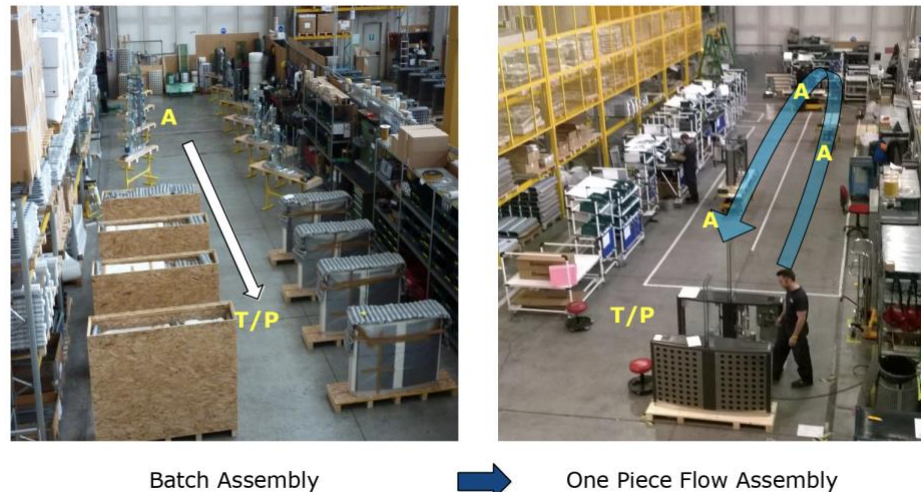 A
T/P
A
A
A
T/P
Batch Assembly
One Piece Flow Assembly